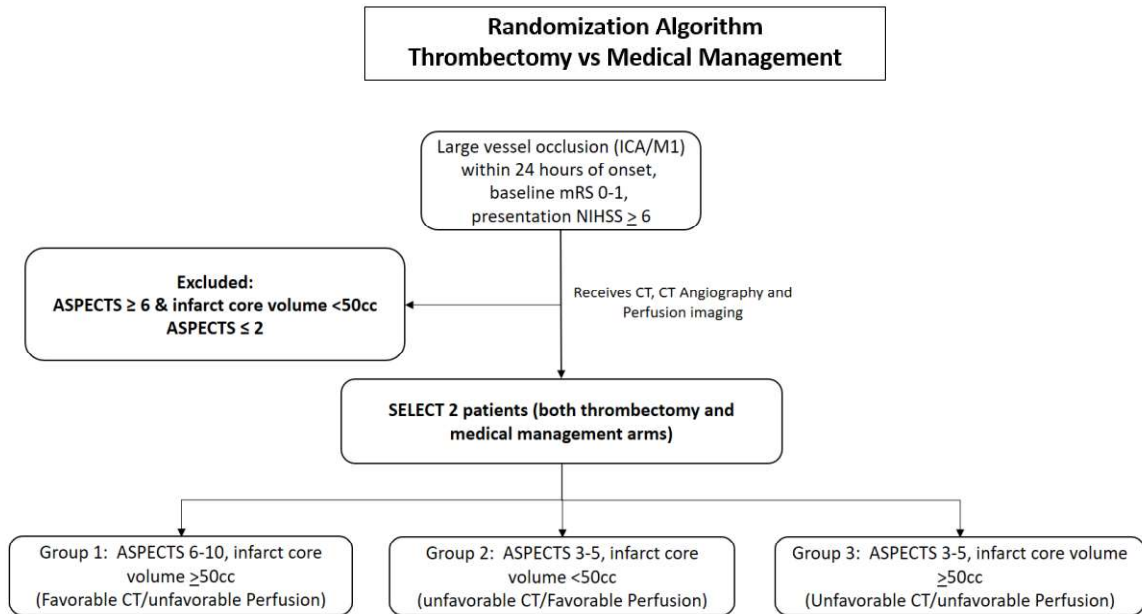 Randomization Algorithm
Thrombectomy vs Medical Management
Large vessel occlusion (ICA/M1)
within 24 hours of onset,
baseline mRS 0-1,
presentation NIHSS ≥ 6
Excluded:
ASPECTS ≥ 6 & infarct core volume <50cc
ASPECTS ≤ 2
Receives CT, CT Angiography and
Perfusion imaging
SELECT 2 patients (both thrombectomy and
medical management arms)
Group 1: ASPECTS 6-10, infarct core
volume ≥50cc
(Favorable CT/unfavorable Perfusion)
Group 2: ASPECTS 3-5, infarct core
volume <50cc
(unfavorable CT/Favorable Perfusion)
Group 3: ASPECTS 3-5, infarct core volume
≥50cc
(Unfavorable CT/unfavorable Perfusion)